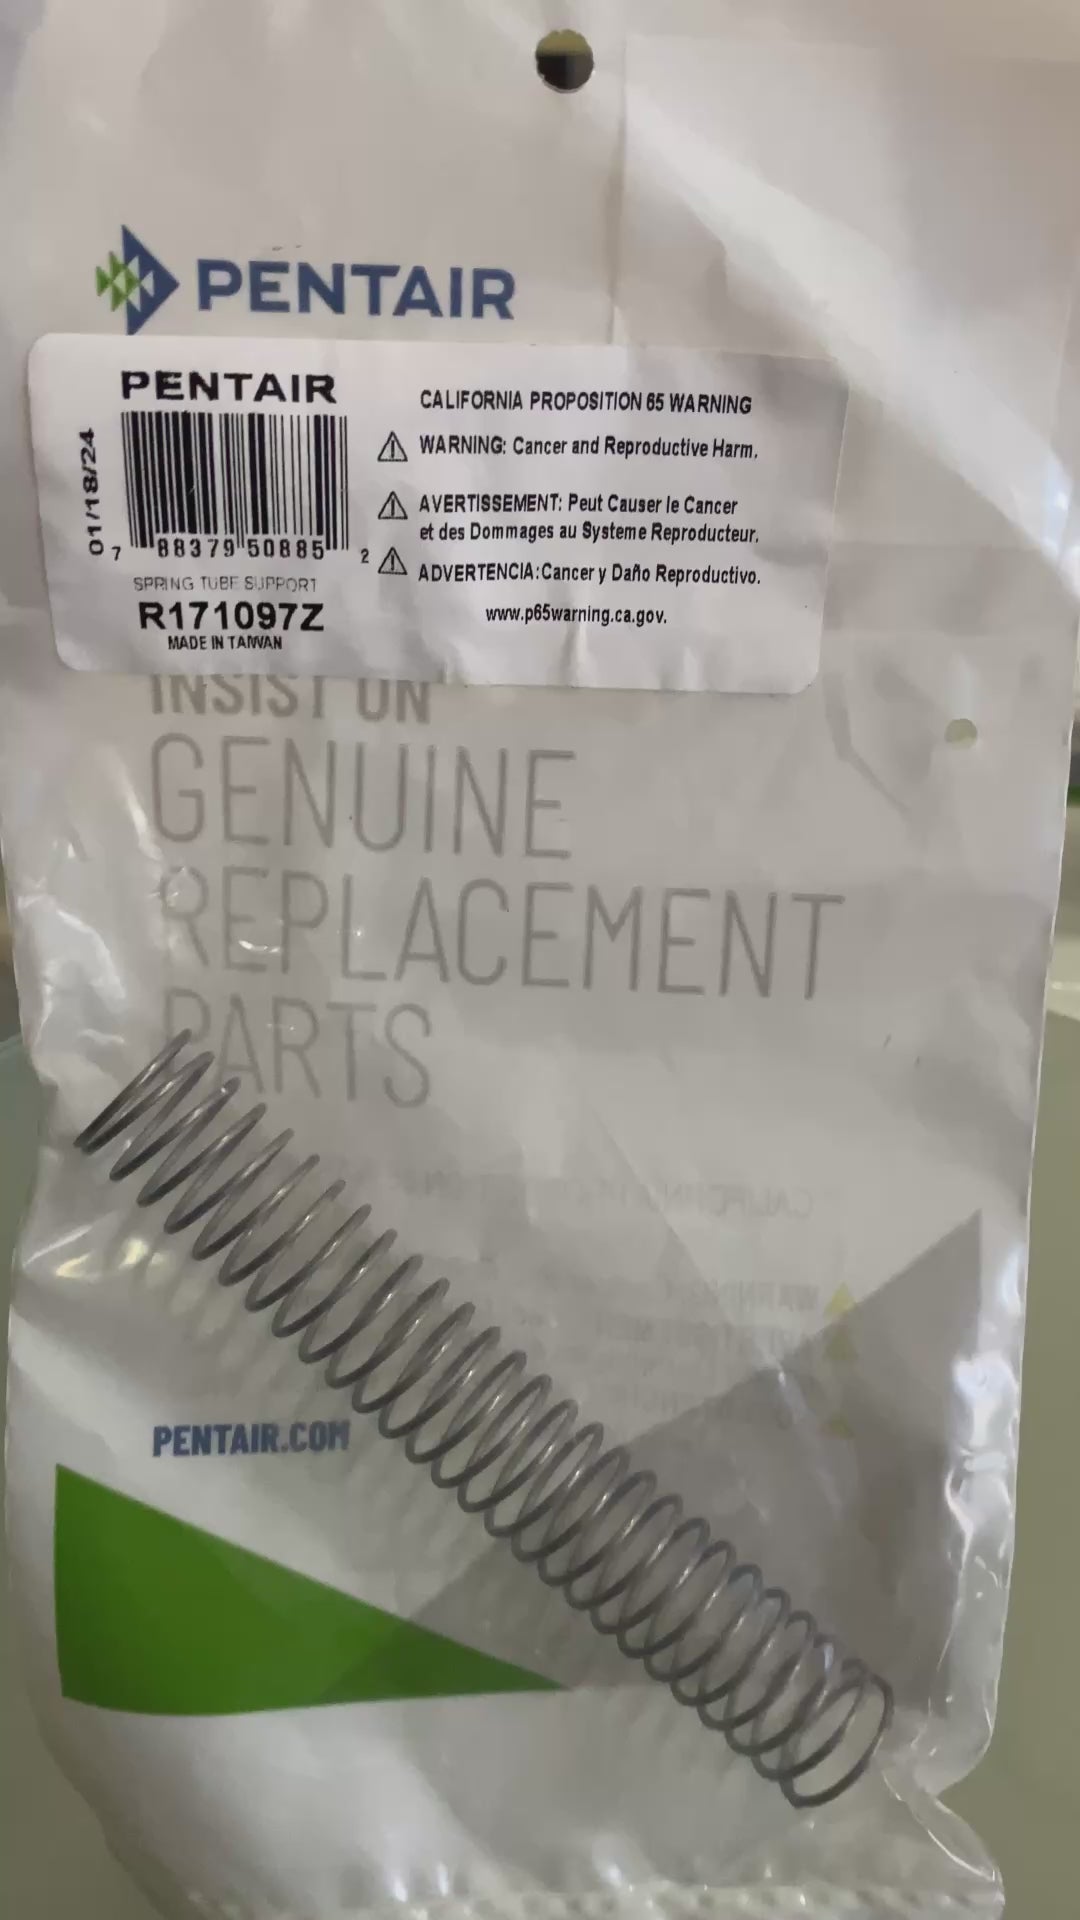 PENTAIR
PENTAIR
01/18/24
7 88379 50885 2
SPRING TUBE SUPPORT
R171097Z
MADE IN TAIWAN
CALIFORNIA PROPOSITION 65 WARNING
WARNING: Cancer and Reproductive Harm.
AVERTISSEMENT: Peut Causer le Cancer
et des Dommages au Systeme Reproducteur.
ADVERTENCIA: Cancer y Daño Reproductivo.
www.p65warning.ca.gov.
INSIST ON
GENUINE
REPLACEMENT
PARTS
PENTAIR.COM